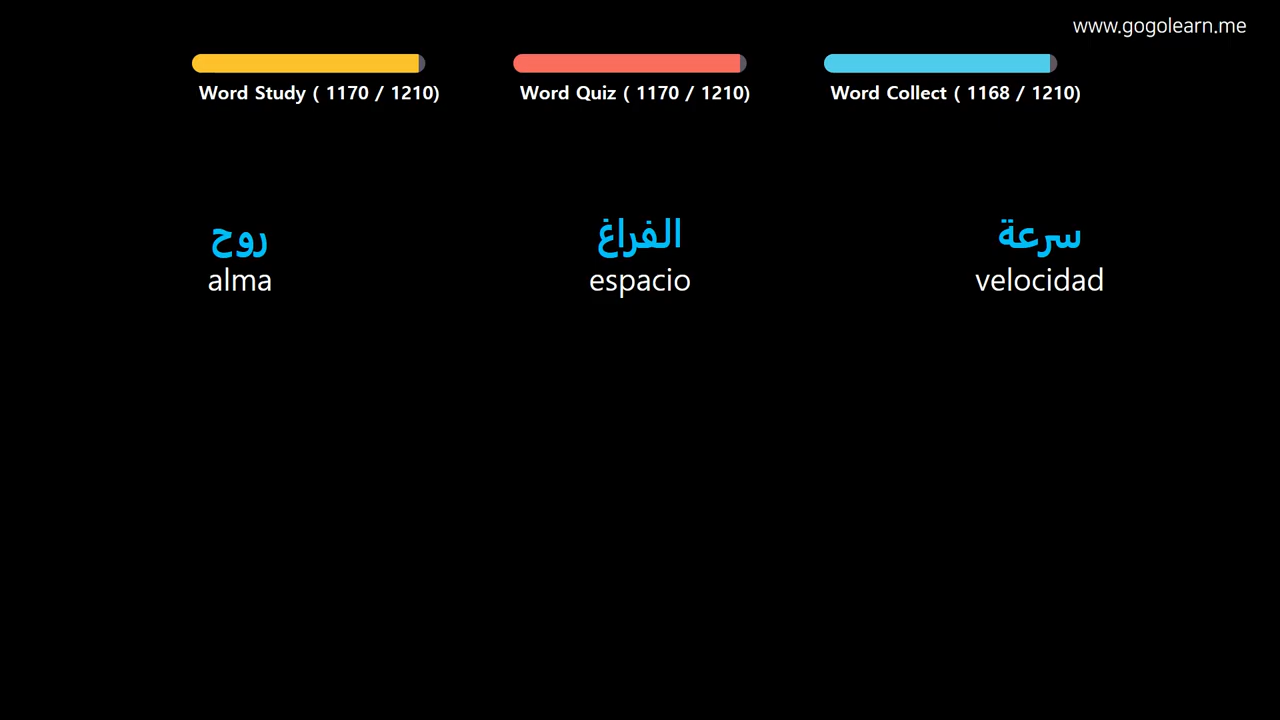 www.gogolearn.me
Word Study ( 1170 / 1210)
Word Quiz ( 1170 / 1210)
Word Collect ( 1168 / 1210)
روح
alma
الفراغ
espacio
سرعة
velocidad